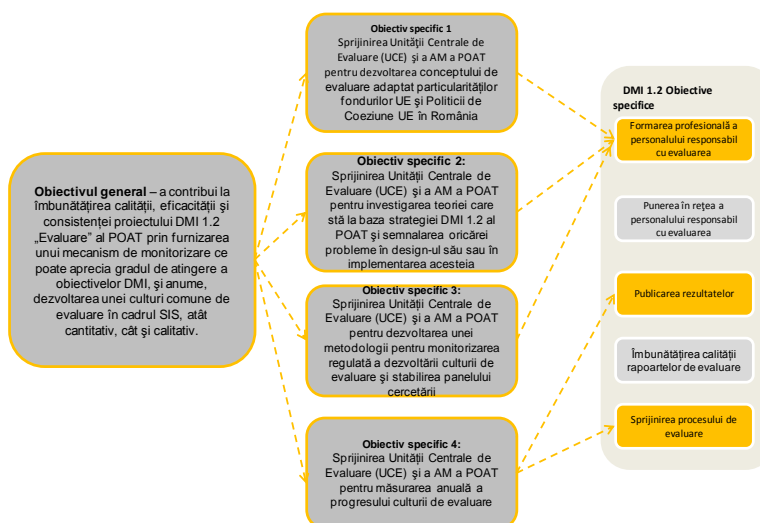 Obiectivul general – a contribui la
îmbunătățirea calității, eficacității și
consistenței proiectului DMI 1.2
„Evaluare” al POAT prin furnizarea
unui mecanism de monitorizare ce
poate aprecia gradul de atingere a
obiectivelor DMI, și anume,
dezvoltarea unei culturi comune de
evaluare în cadrul SIS, atât
cantitativ, cât și calitativ.
Obiectiv specific 1
Sprijinirea Unității Centrale de
Evaluare (UCE) și a AM a POAT
pentru dezvoltarea conceptului de
evaluare adaptat particularităților
fondurilor UE și Politicii de
Coeziune UE în România
Obiectiv specific 2:
Sprijinirea Unității Centrale de
Evaluare (UCE) și a AM a POAT
pentru investigarea teoriei care
stă la baza strategiei DMI 1.2 al
POAT și semnalarea oricărei
probleme în design-ul său sau în
implementarea acesteia
Obiectiv specific 3:
Sprijinirea Unității Centrale de
Evaluare (UCE) și a AM a POAT
pentru dezvoltarea unei
metodologii pentru monitorizarea
regulată a dezvoltării culturii de
evaluare și stabilirea panelului
cercetării
Obiectiv specific 4:
Sprijinirea Unității Centrale de
Evaluare (UCE) și a AM a POAT
pentru măsurarea anuală a
progresului culturii de evaluare
DMI 1.2 Obiective
specifice
Formarea profesională a
personalului responsabil
cu evaluarea
Punerea în rețea a
personalului responsabil
cu evaluarea
Publicarea rezultatelor
Îmbunătățirea calității
rapoartelor de evaluare
Sprijinirea procesului de
evaluare